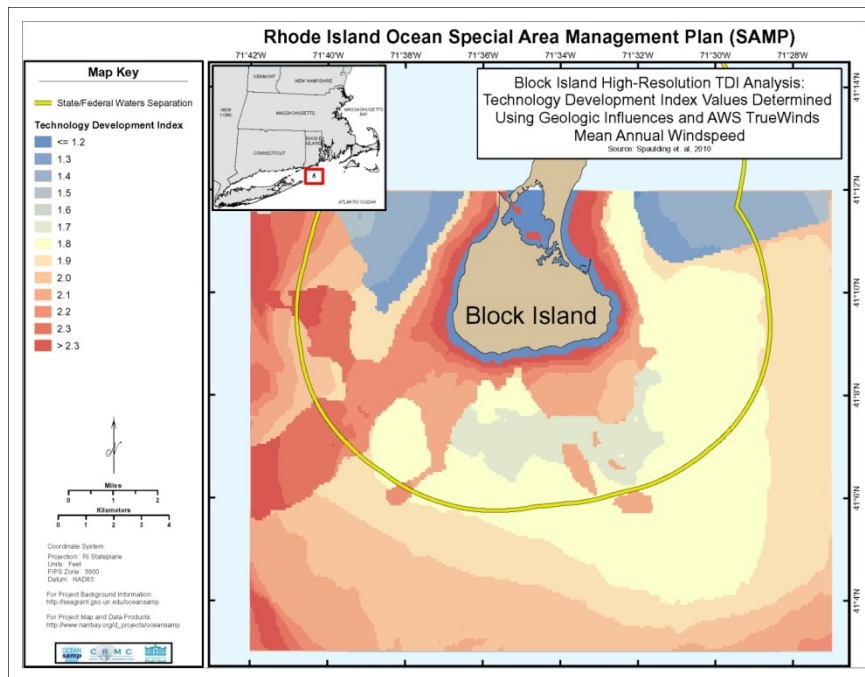 Rhode Island Ocean Special Area Management Plan (SAMP)
71°42'W
71°40'W
71°38'W
71°36'W
71°34'W
71°32'W
71°30'W
71°28'W
Map Key
State/Federal Waters Separation
Technology Development Index
<= 1.2
1.3
1.4
1.5
1.6
1.7
1.8
1.9
2.0
2.1
2.2
2.3
> 2.3
N
Miles
0 1 2
Kilometers
0 1 2 3 4
Coordinate System:
Projection: RI Stateplane
Units: Feet
FIPS Zone: 3800
Datum: NAD83
For Project Background Information:
http://seagrant.gso.uri.edu/oceansamp
For Project Map and Data Products:
http://www.narrbay.org/d_projects/oceansamp
OCEAN
samp
CRMC
VERMONT
NEW HAMPSHIRE
NEW
YORK
MASSACHUSETTS
MASSACHUSETTS
BAY
CONNECTICUT
RHODE
ISLAND
ATLANTIC OCEAN
Block Island High-Resolution TDI Analysis:
Technology Development Index Values Determined
Using Geologic Influences and AWS TrueWinds
Mean Annual Windspeed
Source: Spaulding et. al, 2010
Block Island
41°14'N
41°12'N
41°10'N
41°8'N
41°6'N
41°4'N